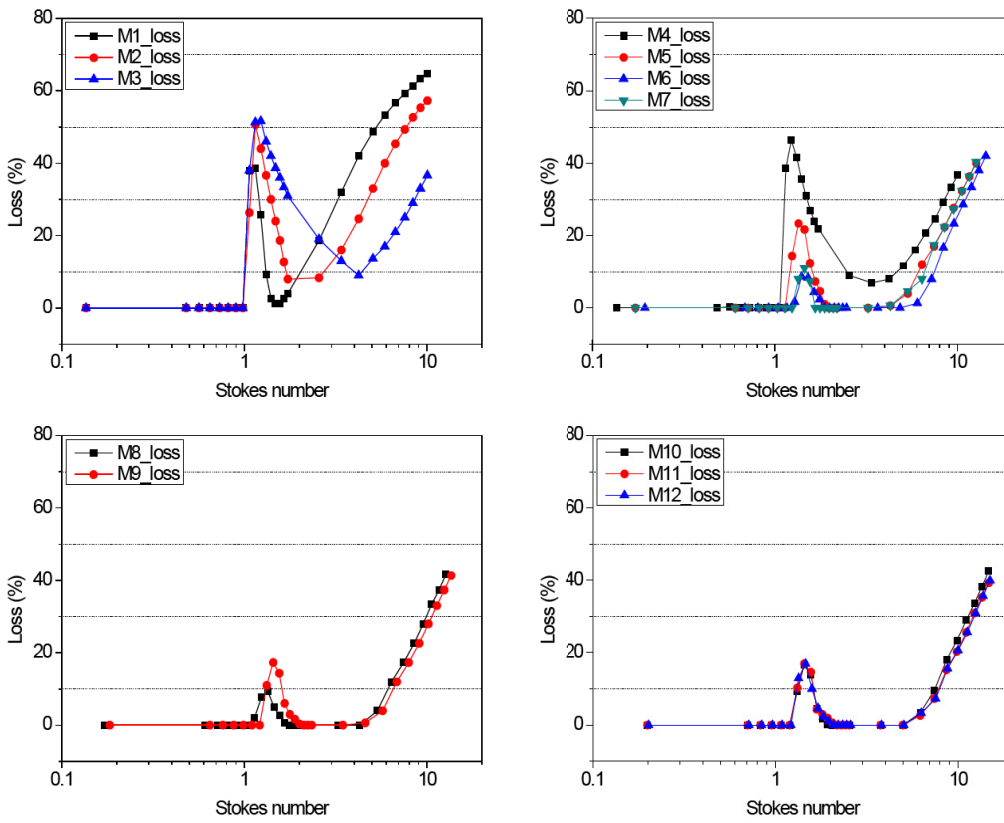 80
60
40
20
0
Loss (%)
M1_loss
M2_loss
M3_loss
0.1
1
10
Stokes number
80
60
40
20
0
Loss (%)
M4_loss
M5_loss
M6_loss
M7_loss
0.1
1
10
Stokes number
80
60
40
20
0
Loss (%)
M8_loss
M9_loss
0.1
1
10
Stokes number
80
60
40
20
0
Loss (%)
M10_loss
M11_loss
M12_loss
0.1
1
10
Stokes number